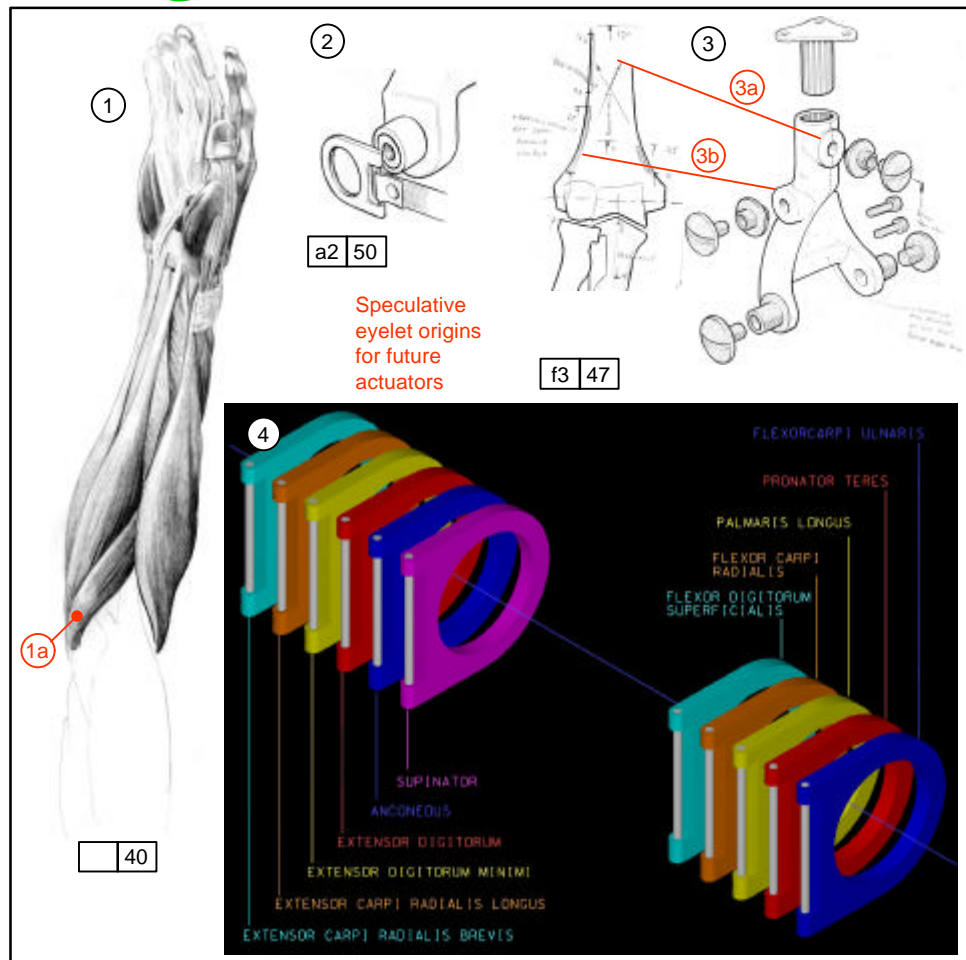 1
2
3
3a
3b
a2 50
Speculative
eyelet origins
for future
actuators
f3 47
1a
40
4
FLEXORCARPI ULNARIS
PRONATOR TERES
PALMARIS LONGUS
FLEXOR CARPI
RADIALIS
FLEXOR DIGITORUM
SUPERFICIALIS
SUPINATOR
ANCONEOUS
EXTENSOR DIGITORUM
EXTENSOR DIGITORUM MINIMI
EXTENSOR CARPI RADIALIS LONGUS
EXTENSOR CARPI RADIALIS BREVIS